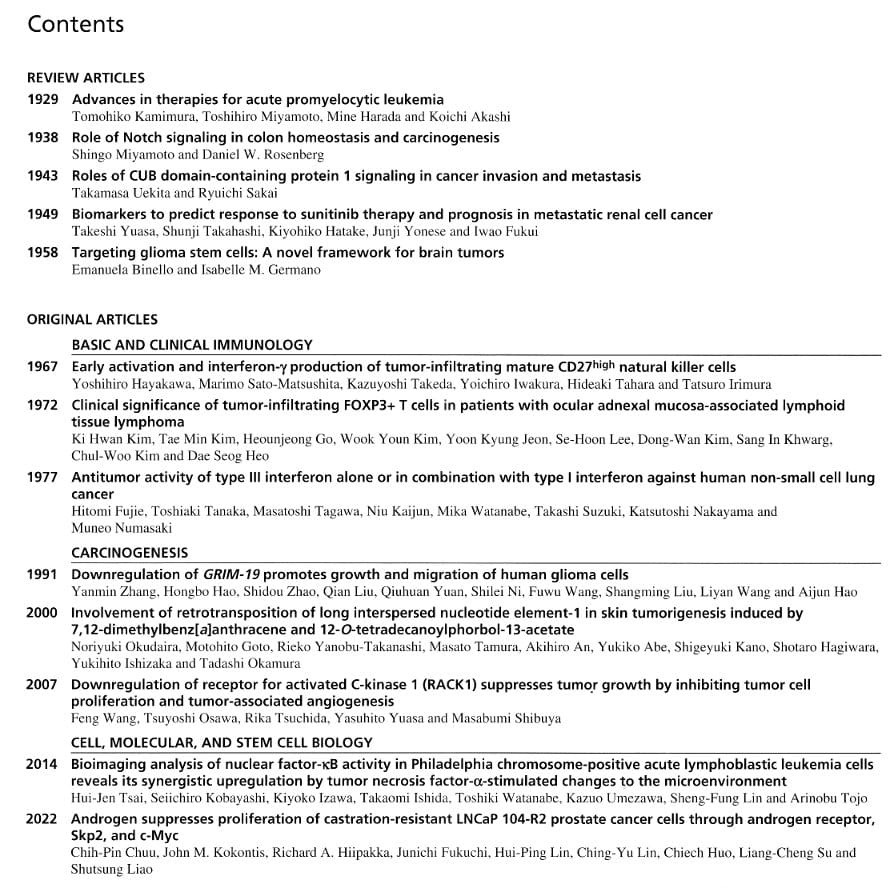 Contents
REVIEW ARTICLES
1929 Advances in therapies for acute promyelocytic leukemia
Tomohiko Kamimura, Toshihiro Miyamoto, Mine Harada and Koichi Akashi
1938 Role of Notch signaling in colon homeostasis and carcinogenesis
Shingo Miyamoto and Daniel W. Rosenberg
1943 Roles of CUB domain-containing protein 1 signaling in cancer invasion and metastasis
Takamasa Uekita and Ryuichi Sakai
1949 Biomarkers to predict response to sunitinib therapy and prognosis in metastatic renal cell cancer
Takeshi Yuasa, Shunji Takahashi, Kiyohiko Hatake, Junji Yonese and Iwao Fukui
1958 Targeting glioma stem cells: A novel framework for brain tumors
Emanuela Binello and Isabelle M. Germano
ORIGINAL ARTICLES
BASIC AND CLINICAL IMMUNOLOGY
1967 Early activation and interferon-γ production of tumor-infiltrating mature CD27high natural killer cells
Yoshihiro Hayakawa, Marimo Sato-Matsushita, Kazuyoshi Takeda, Yoichiro Iwakura, Hideaki Tahara and Tatsuro Irimura
1972 Clinical significance of tumor-infiltrating FOXP3+ T cells in patients with ocular adnexal mucosa-associated lymphoid
tissue lymphoma
Ki Hwan Kim, Tae Min Kim, Heounjeong Go, Wook Youn Kim, Yoon Kyung Jeon, Se-Hoon Lee, Dong-Wan Kim, Sang In Khwarg,
Chul-Woo Kim and Dae Seog Heo
1977 Antitumor activity of type III interferon alone or in combination with type I interferon against human non-small cell lung
cancer
Hitomi Fujie, Toshiaki Tanaka, Masatoshi Tagawa, Niu Kaijun, Mika Watanabe, Takashi Suzuki, Katsutoshi Nakayama and
Muneo Numasaki
CARCINOGENESIS
1991 Downregulation of GRIM-19 promotes growth and migration of human glioma cells
Yanmin Zhang, Hongbo Hao, Shidou Zhao, Qian Liu, Qiuhuan Yuan, Shilei Ni, Fuwu Wang, Shangming Liu, Liyan Wang and Aijun Hao
2000 Involvement of retrotransposition of long interspersed nucleotide element-1 in skin tumorigenesis induced by
7,12-dimethylbenz[a]anthracene and 12-O-tetradecanoylphorbol-13-acetate
Noriyuki Okudaira, Motohito Goto, Rieko Yanobu-Takanashi, Masato Tamura, Akihiro An, Yukiko Abe, Shigeyuki Kano, Shotaro Hagiwara,
Yukihito Ishizaka and Tadashi Okamura
2007 Downregulation of receptor for activated C-kinase 1 (RACK1) suppresses tumor growth by inhibiting tumor cell
proliferation and tumor-associated angiogenesis
Feng Wang, Tsuyoshi Osawa, Rika Tsuchida, Yasuhito Yuasa and Masabumi Shibuya
CELL, MOLECULAR, AND STEM CELL BIOLOGY
2014 Bioimaging analysis of nuclear factor-κB activity in Philadelphia chromosome-positive acute lymphoblastic leukemia cells
reveals its synergistic upregulation by tumor necrosis factor-α-stimulated changes to the microenvironment
Hui-Jen Tsai, Seiichiro Kobayashi, Kiyoko Izawa, Takaomi Ishida, Toshiki Watanabe, Kazuo Umezawa, Sheng-Fung Lin and Arinobu Tojo
2022 Androgen suppresses proliferation of castration-resistant LNCaP 104-R2 prostate cancer cells through androgen receptor,
Skp2, and c-Myc
Chih-Pin Chuu, John M. Kokontis, Richard A. Hiipakka, Junichi Fukuchi, Hui-Ping Lin, Ching-Yu Lin, Chiech Huo, Liang-Cheng Su and
Shutsung Liao